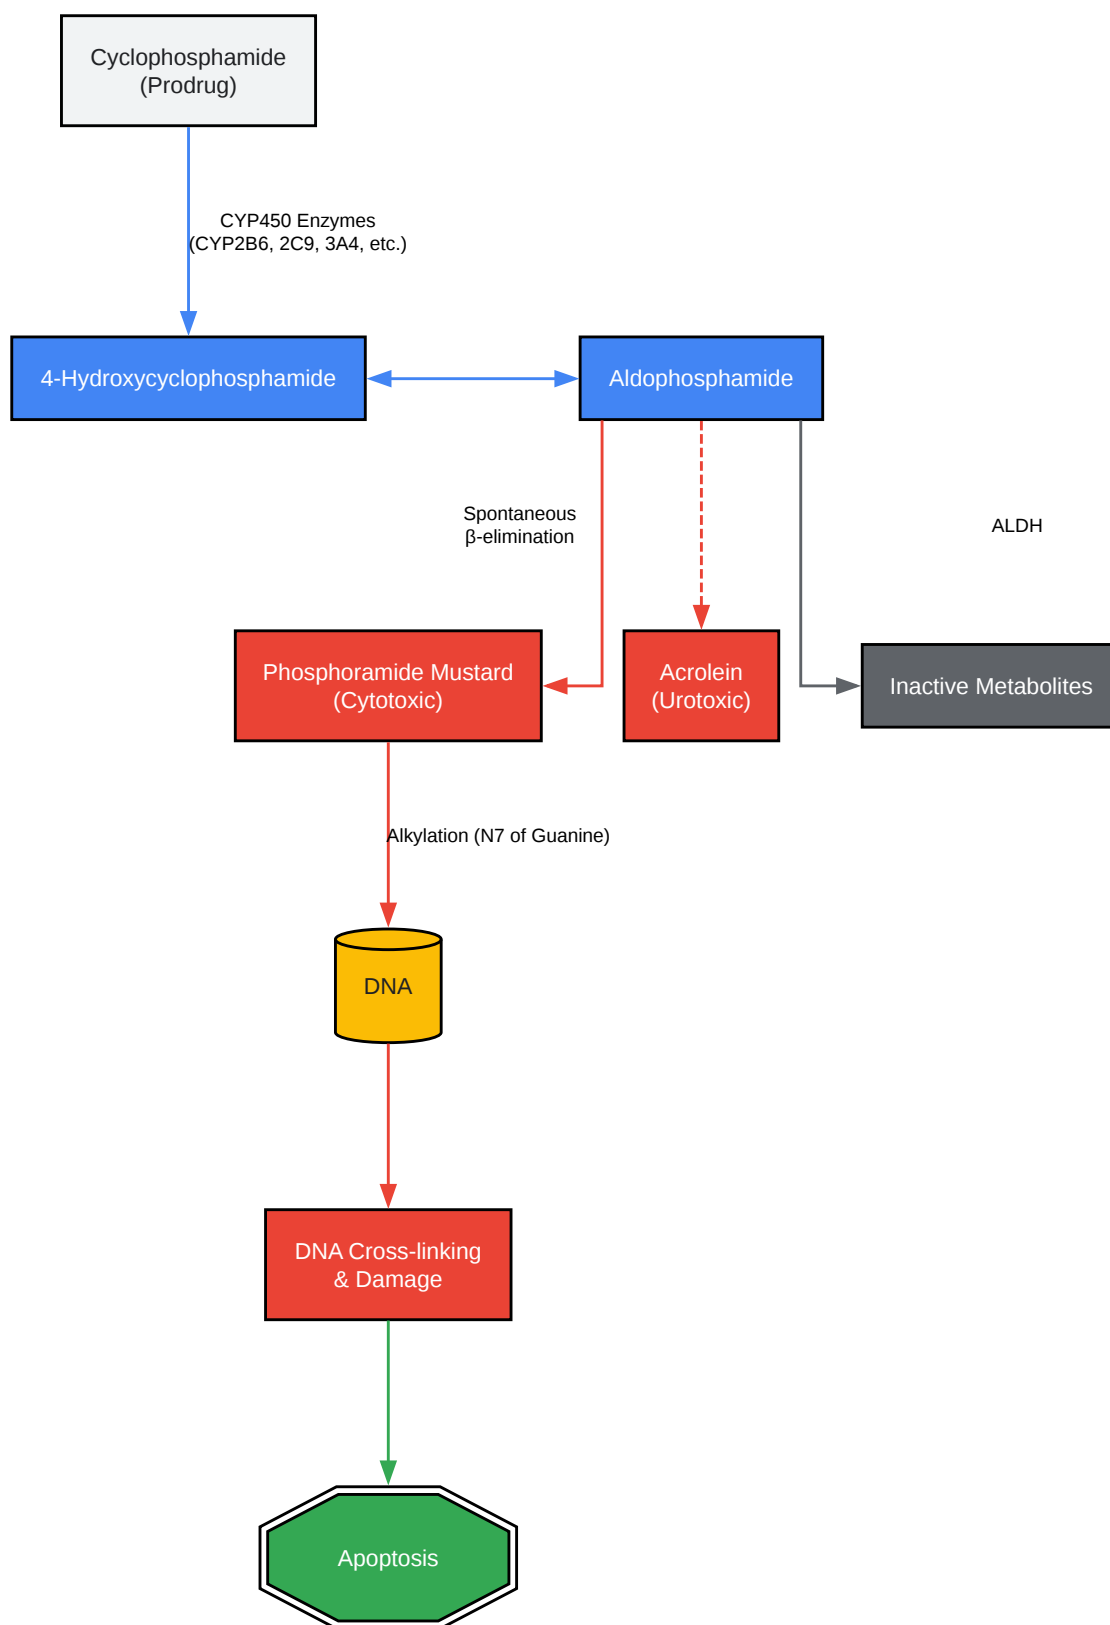 Cyclophosphamide
(Prodrug)
CYP450 Enzymes
(CYP2B6, 2C9, 3A4, etc.)
4-Hydroxycyclophosphamide
Aldophosphamide
Spontaneous
β-elimination
ALDH
Phosphoramide Mustard
(Cytotoxic)
Acrolein
(Urotoxic)
Inactive Metabolites
Alkylation (N7 of Guanine)
DNA
DNA Cross-linking
& Damage
Apoptosis